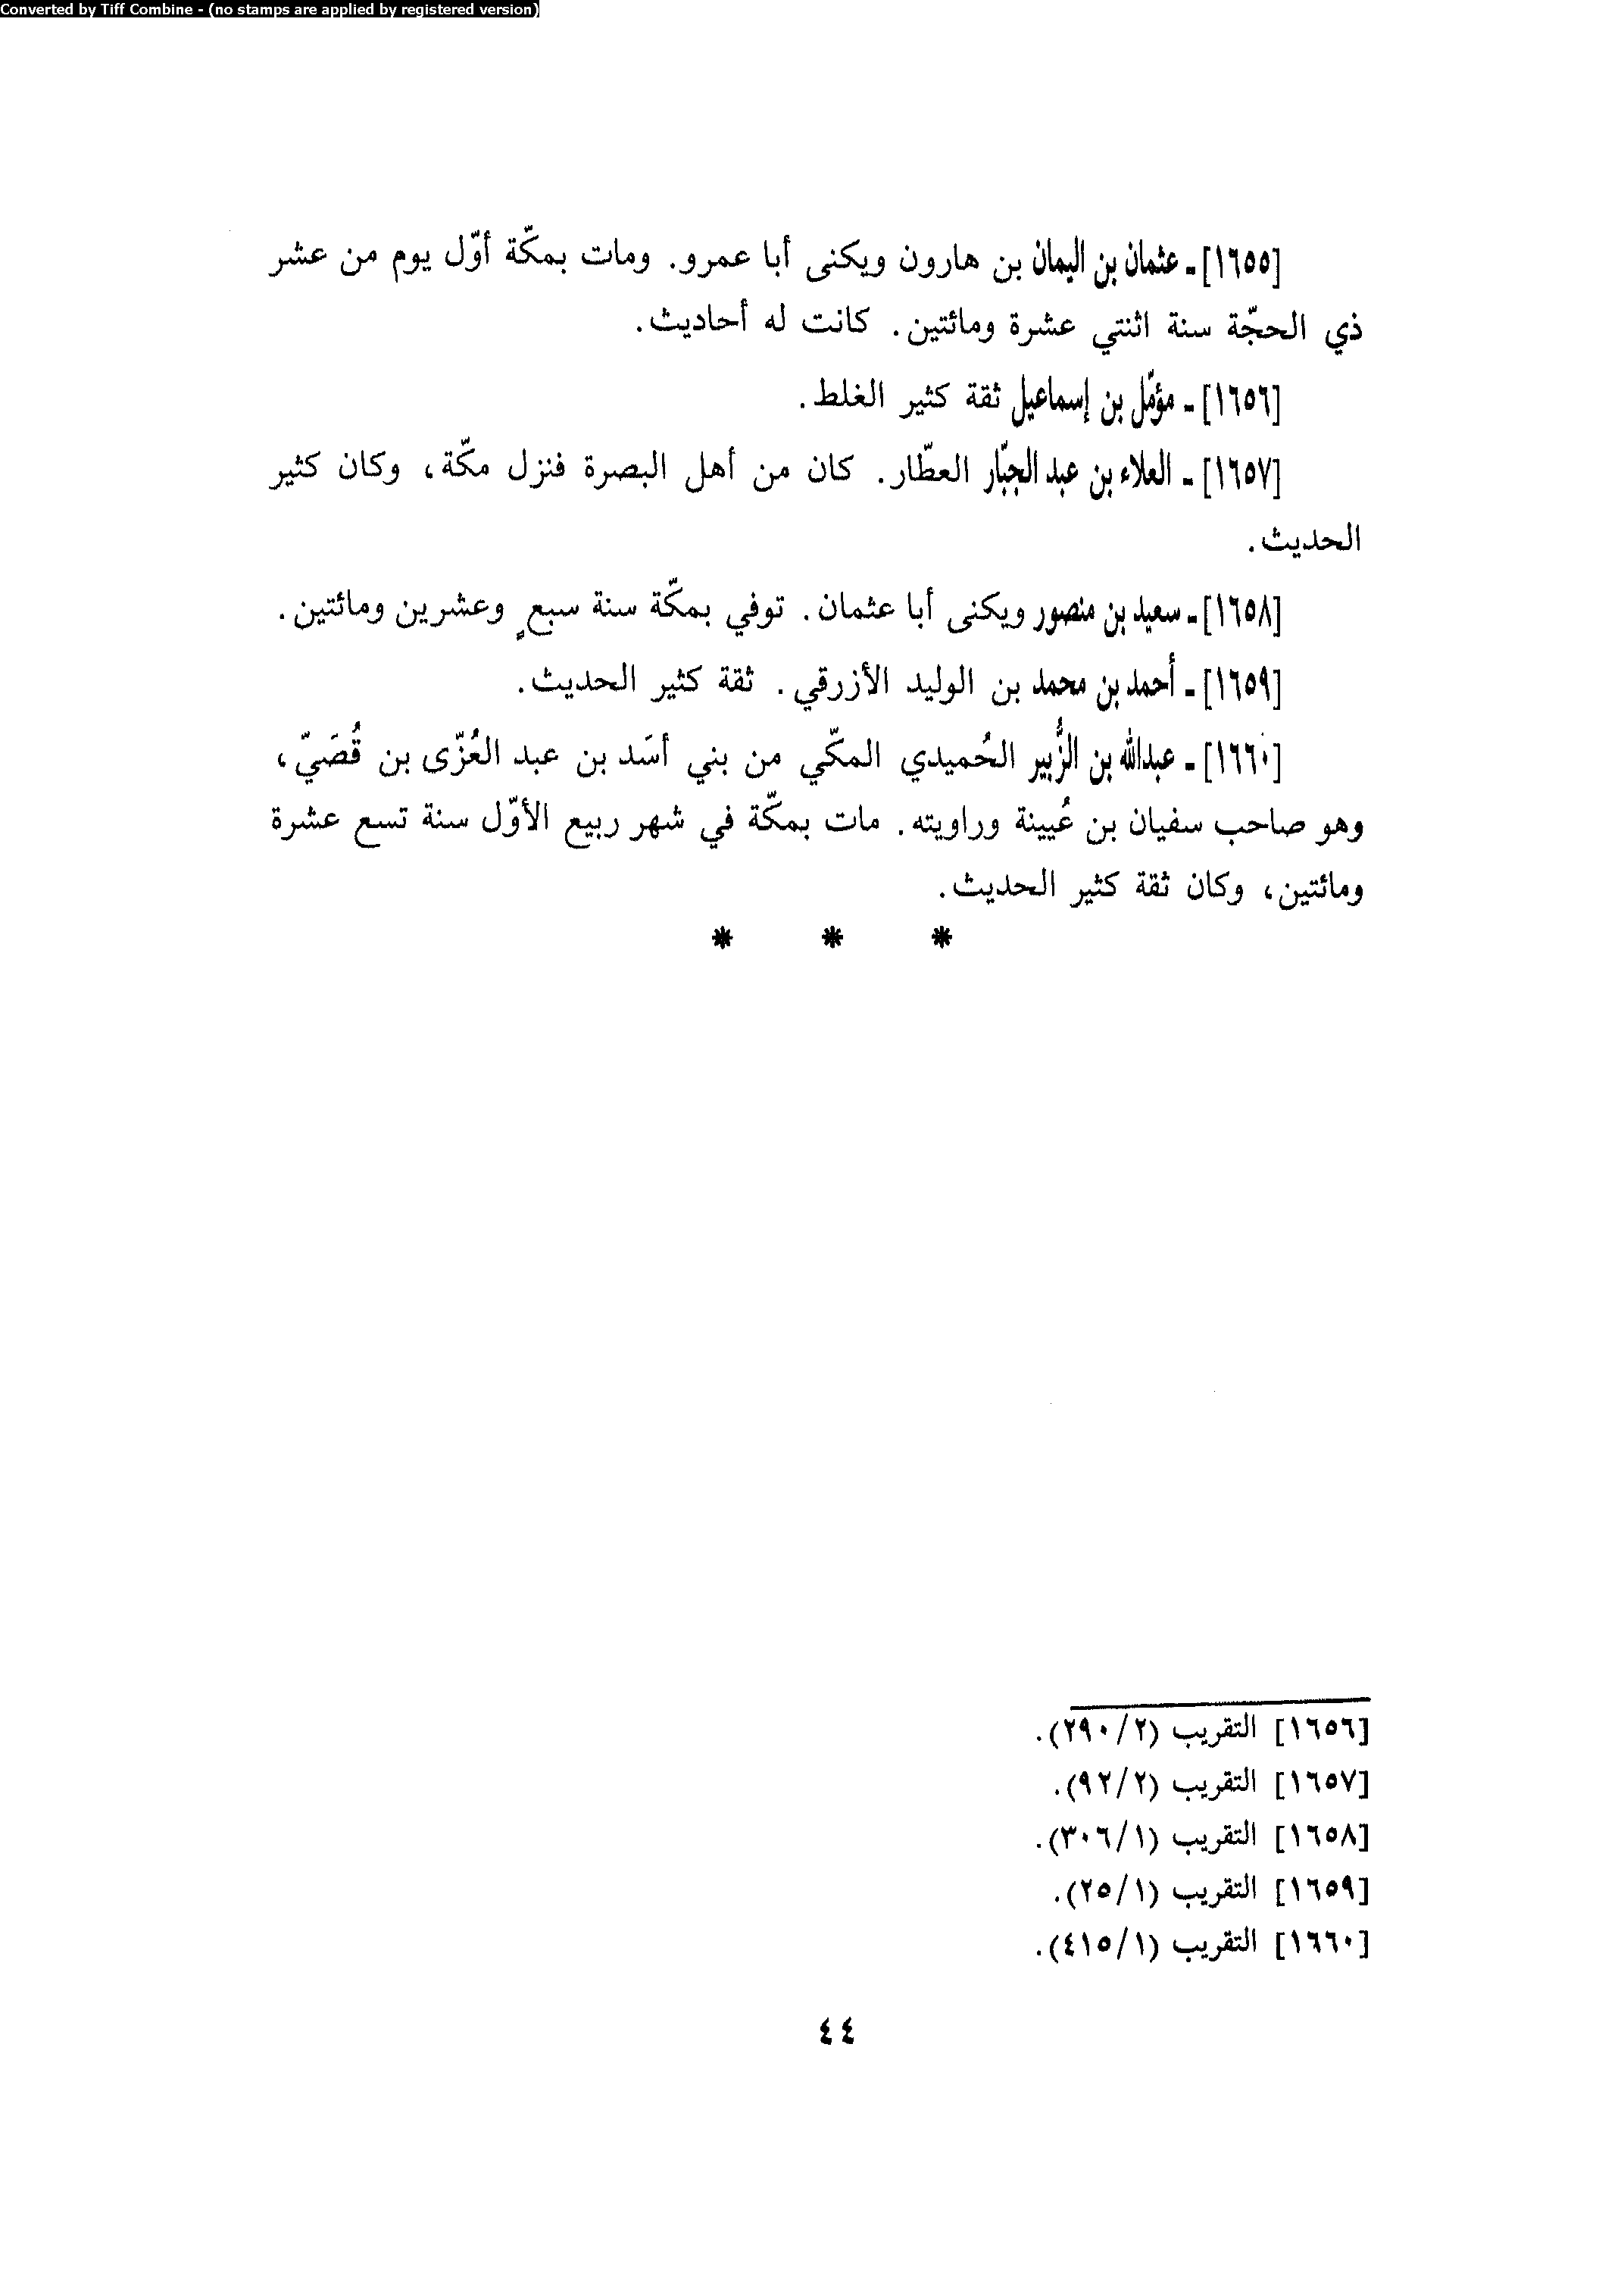 Converted by Tiff Combine - (no stamps are applied by registered version)
[١٦٥٥] - عثمان بن اليمان بن هارون ويكنى أبا عمرو. ومات بمكّة أوّل يوم من عشر
ذي الحجّة سنة اثنتي عشرة ومائتين. كانت له أحاديث.
[١٦٥٦] - مؤمّل بن إسماعيل ثقة كثير الغلط.
[١٦٥٧] - العلاء بن عبد الجبّار العطّار. كان من أهل البصرة فنزل مكّة، وكان كثير
الحديث.
[١٦٥٨] - سعيد بن منصور ويكنى أبا عثمان. توفي بمكّة سنة سبعٍ وعشرين ومائتين.
[١٦٥٩] - أحمد بن محمد بن الوليد الأزرقي. ثقة كثير الحديث.
[١٦٦٠] - عبدالله بن الزُّبير الحُميدي المكّي من بني أسَد بن عبد العُزّى بن قُصَيّ،
وهو صاحب سفيان بن عُيينة وراويته. مات بمكّة في شهر ربيع الأوّل سنة تسع عشرة
ومائتين، وكان ثقة كثير الحديث.
* * *
[١٦٥٦] التقريب (٢/٢٩٠).
[١٦٥٧] التقريب (٢/٩٢).
[١٦٥٨] التقريب (١/٣٠٦).
[١٦٥٩] التقريب (١/٢٥).
[١٦٦٠] التقريب (١/٤١٥).
٤٤